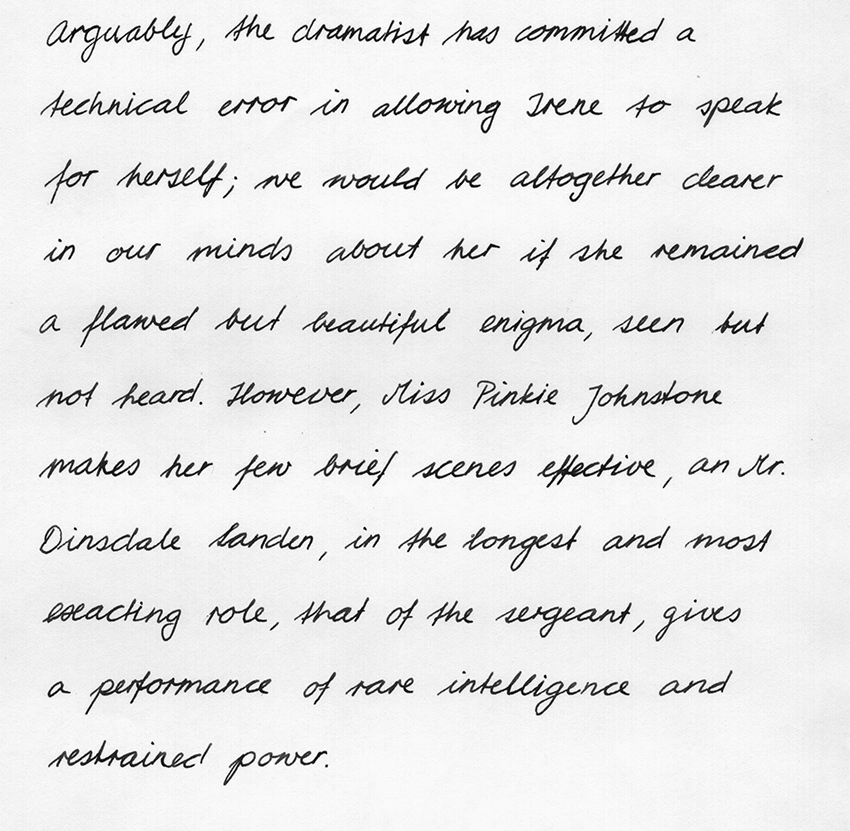 Arguably, the dramatist has committed a
technical error in allowing Irene to speak
for herself; we would be altogether clearer
in our minds about her if she remained
a flawed but beautiful enigma, seen but
not heard. However, Miss Pinkie Johnstone
makes her few brief scenes effective, an Mr.
Dinsdale Landen, in the longest and most
exacting role, that of the sergeant, gives
a performance of rare intelligence and
restrained power.